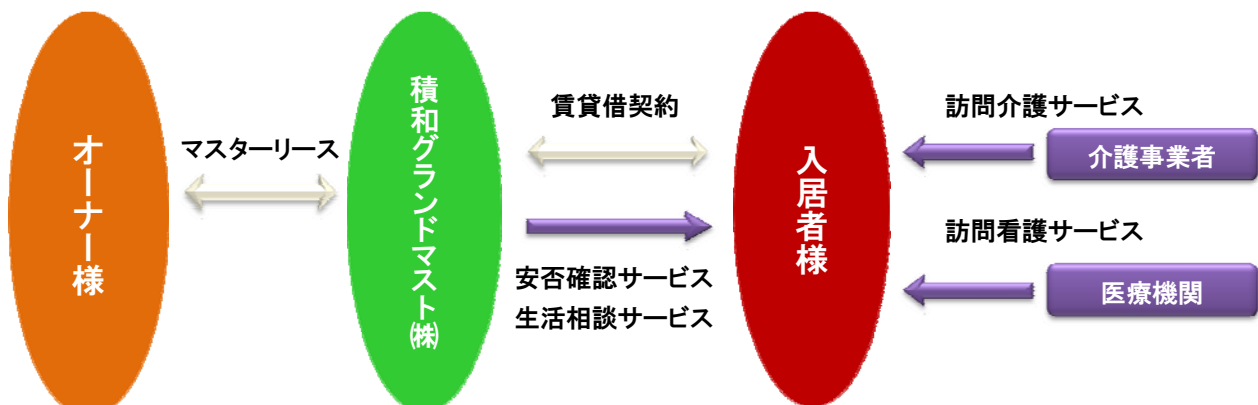 オーナー様
マスターリース
積和グランドマスト㈱
賃貸借契約
安否確認サービス
生活相談サービス
入居者様
訪問介護サービス
介護事業者
訪問看護サービス
医療機関